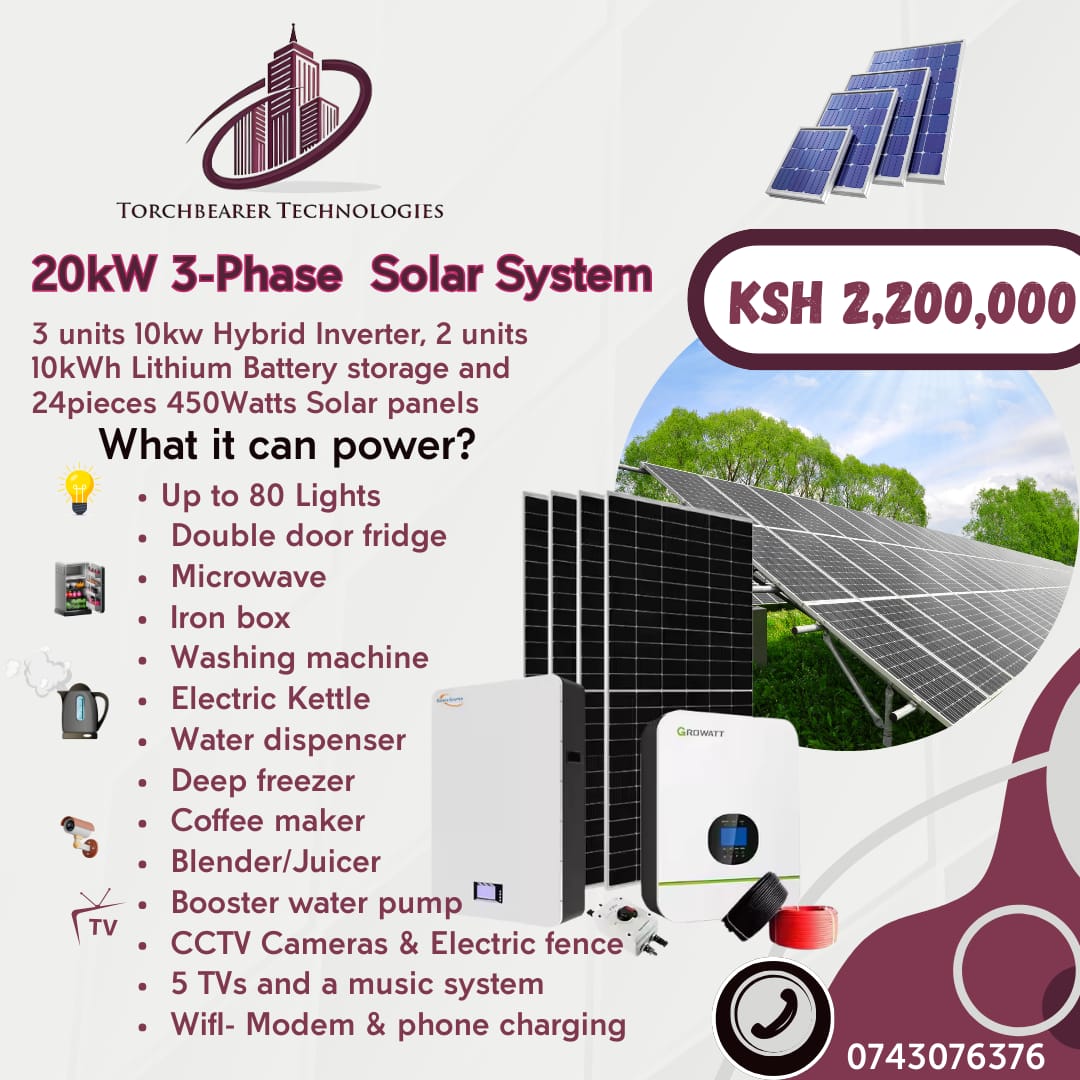 TORCHBEARER TECHNOLOGIES
20kW 3-Phase Solar System
KSH 2,200,000
3 units 10kw Hybrid Inverter, 2 units
10kWh Lithium Battery storage and
24pieces 450Watts Solar panels
What it can power?
• Up to 80 Lights
• Double door fridge
• Microwave
• Iron box
• Washing machine
• Electric Kettle
• Water dispenser
• Deep freezer
• Coffee maker
• Blender/Juicer
• Booster water pump
• CCTV Cameras & Electric fence
• 5 TVs and a music system
• WifI- Modem & phone charging
TV
GROWATT
0743076376